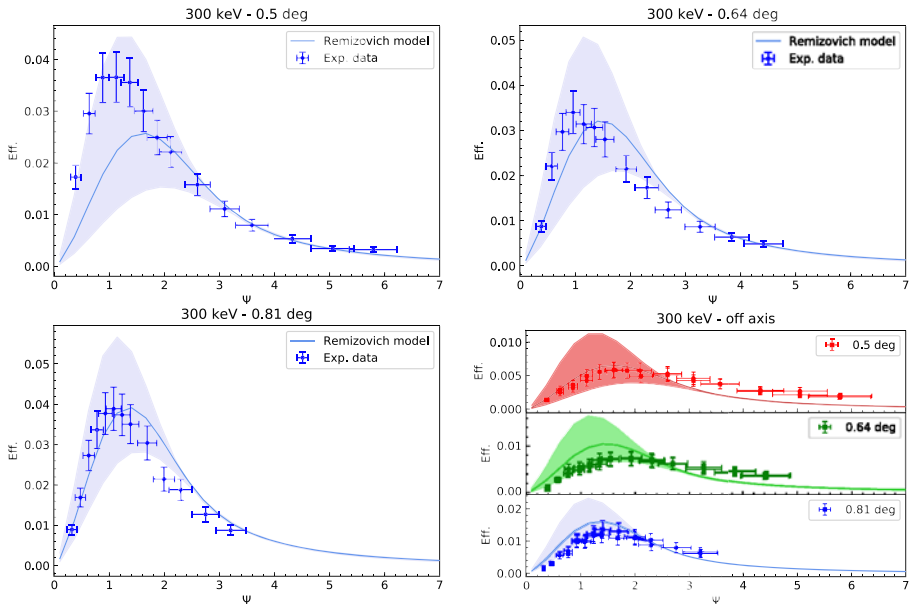 300 keV - 0.5 deg
Remizovich model
Exp. data
Eff.
0.04
0.03
0.02
0.01
0.00
0 1 2 3 4 5 6 7
Ψ
300 keV - 0.64 deg
Remizovich model
Exp. data
Eff.
0.05
0.04
0.03
0.02
0.01
0.00
0 1 2 3 4 5 6 7
Ψ
300 keV - 0.81 deg
Remizovich model
Exp. data
Eff.
0.05
0.04
0.03
0.02
0.01
0.00
0 1 2 3 4 5 6 7
Ψ
300 keV - off axis
0.5 deg
Eff.
0.010
0.005
0.000
0.64 deg
Eff.
0.01
0.00
0.81 deg
Eff.
0.02
0.01
0.00
0 1 2 3 4 5 6 7
Ψ